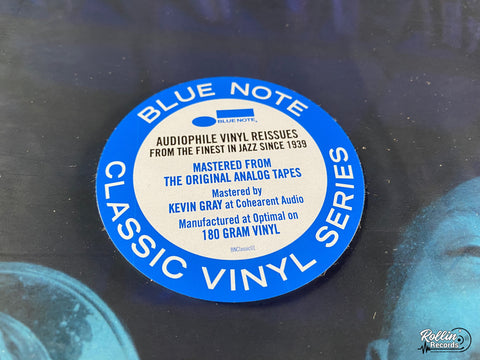 BLUE NOTE
BLUE NOTE.
AUDIOPHILE VINYL REISSUES
FROM THE FINEST IN JAZZ SINCE 1939
MASTERED FROM
THE ORIGINAL ANALOG TAPES
Mastered by
KEVIN GRAY at Cohearent Audio
Manufactured at Optimal on
180 GRAM VINYL
BNClassic01
CLASSIC VINYL SERIES
Rollin
Records